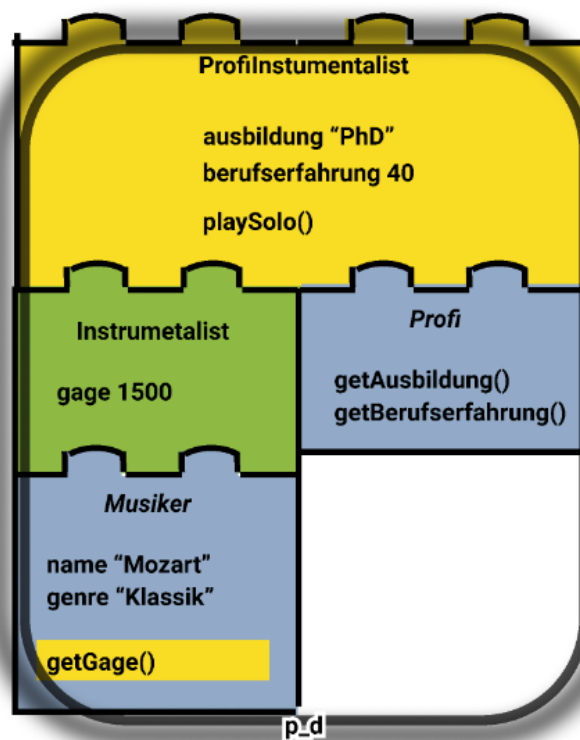 ProfiInstumentalist
ausbildung “PhD”
berufserfahrung 40
playSolo()
Instrumetalist
gage 1500
Profi
getAusbildung()
getBerufserfahrung()
Musiker
name “Mozart”
genre “Klassik”
getGage()
p_d